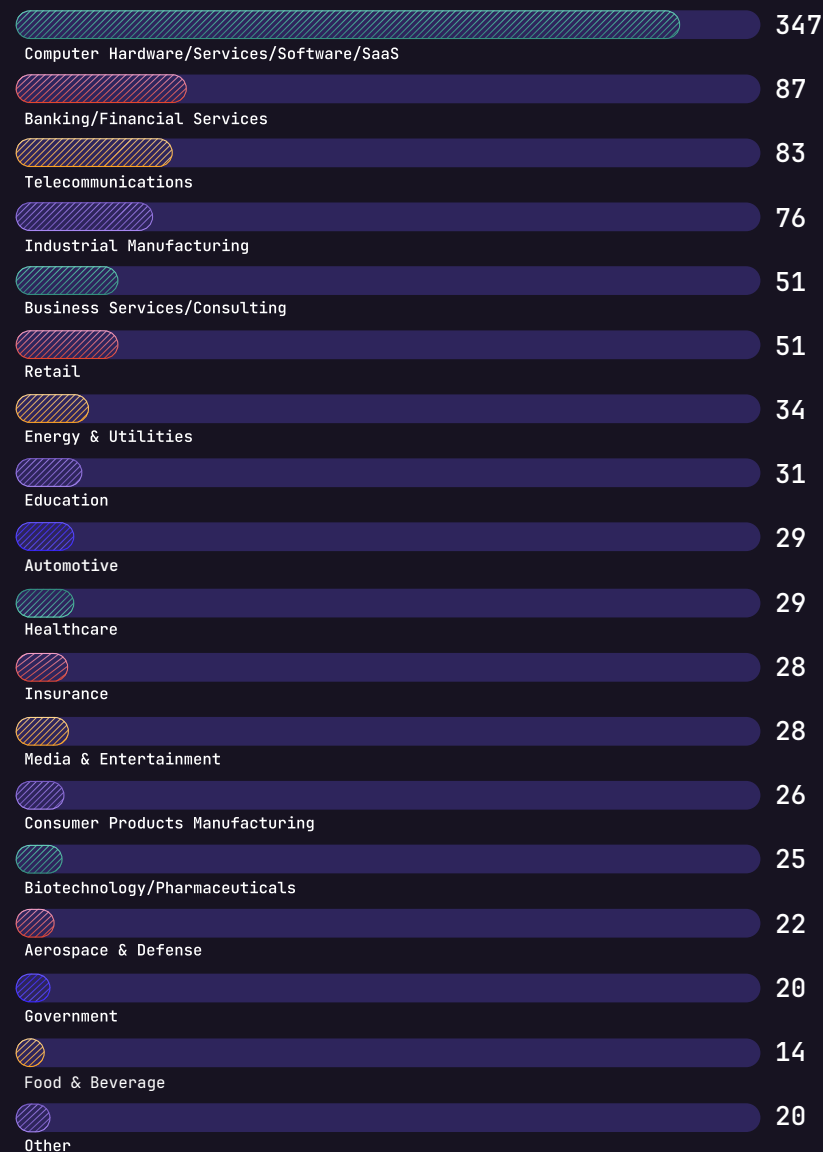 347
Computer Hardware/Services/Software/SaaS
87
Banking/Financial Services
83
Telecommunications
76
Industrial Manufacturing
51
Business Services/Consulting
51
Retail
34
Energy & Utilities
31
Education
29
Automotive
29
Healthcare
28
Insurance
28
Media & Entertainment
26
Consumer Products Manufacturing
25
Biotechnology/Pharmaceuticals
22
Aerospace & Defense
20
Government
14
Food & Beverage
20
Other